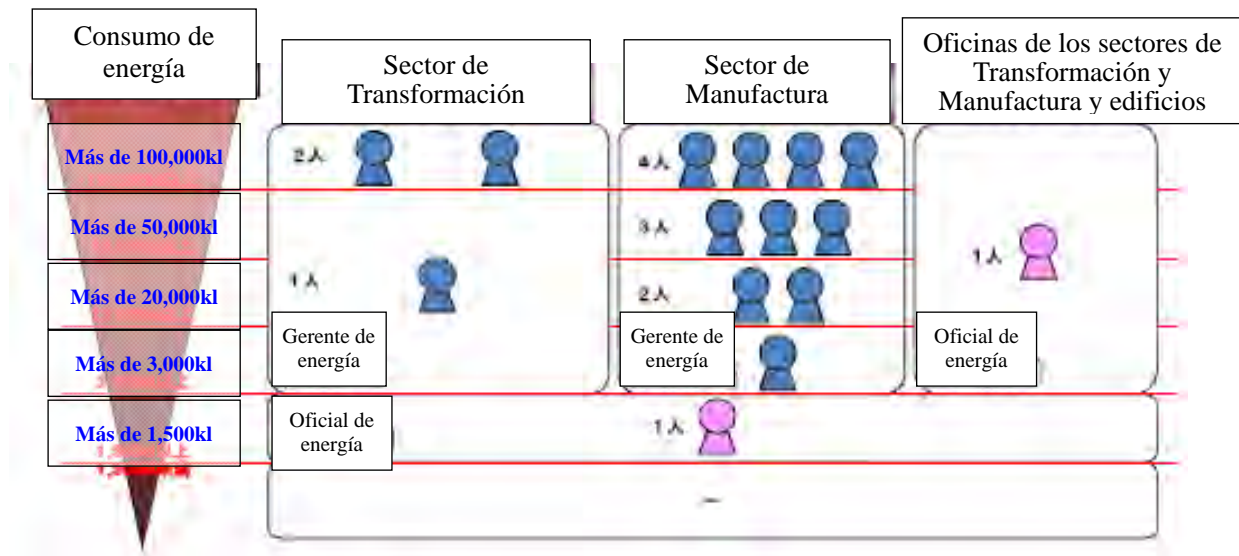 Consumo de
energía
Sector de
Transformación
Sector de
Manufactura
Oficinas de los sectores de
Transformación y
Manufactura y edificios
Más de 100,000kl
2人
4人
Más de 50,000kl
3人
1人
Más de 20,000kl
1人
2人
Gerente de
energía
Gerente de
energía
Oficial de
energía
Más de 3,000kl
Más de 1,500kl
Oficial de
energía
1人
—